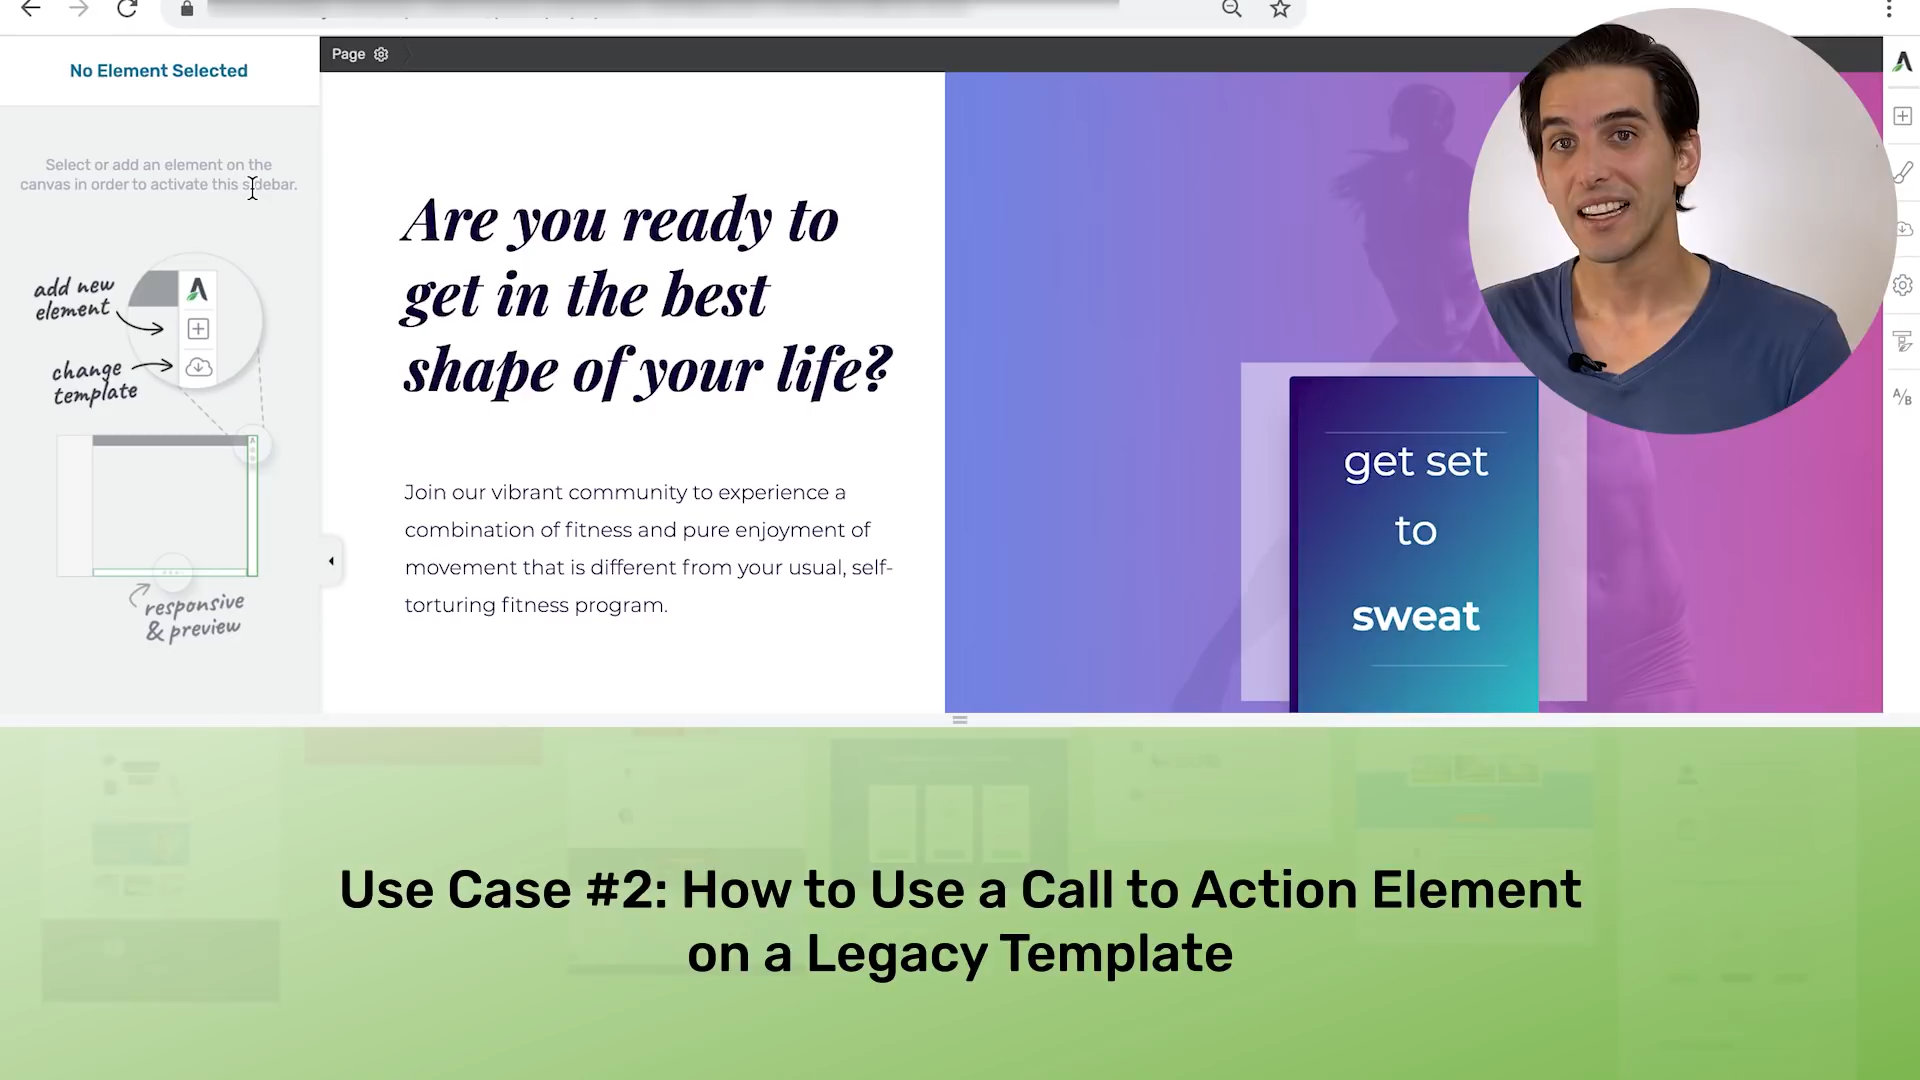 No Element Selected
Page
Select or add an element on the
canvas in order to activate this sidebar.
add new
element
change
template
responsive
& preview
Are you ready to
get in the best
shape of your life?
Join our vibrant community to experience a
combination of fitness and pure enjoyment of
movement that is different from your usual, self-
torturing fitness program.
get set
to
sweat
A/B
Use Case #2: How to Use a Call to Action Element
on a Legacy Template